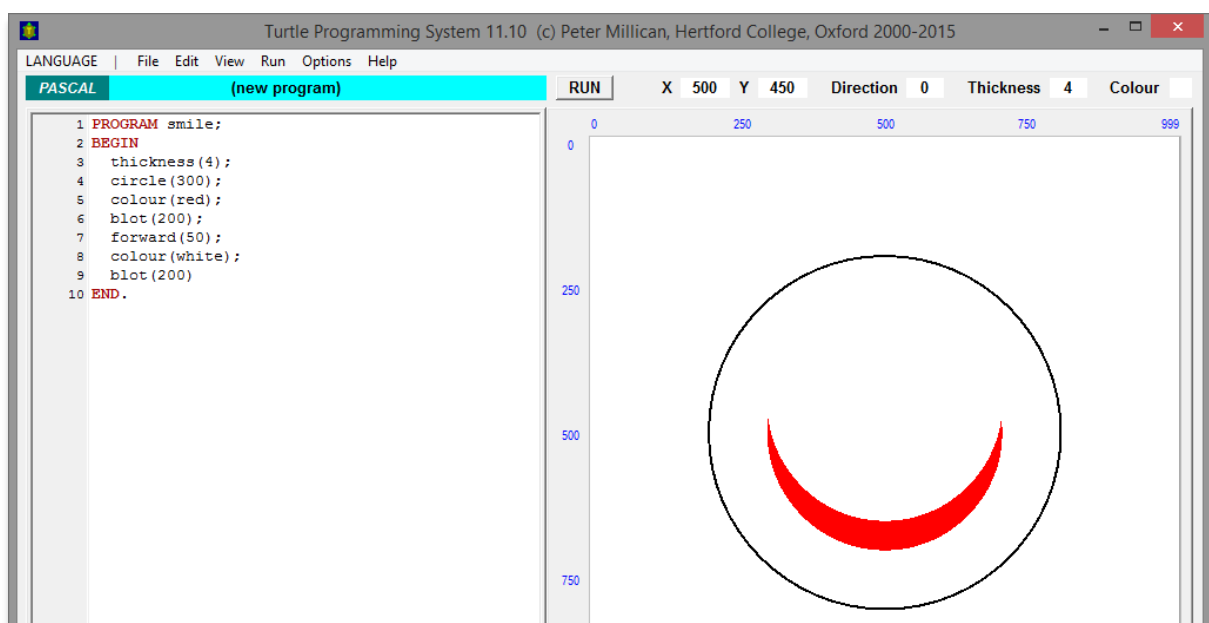 Turtle Programming System 11.10 (c) Peter Millican, Hertford College, Oxford 2000-2015
LANGUAGE | File Edit View Run Options Help
PASCAL (new program) RUN X 500 Y 450 Direction 0 Thickness 4 Colour
1 PROGRAM smile;
2 BEGIN
3 thickness(4);
4 circle(300);
5 colour(red);
6 blot(200);
7 forward(50);
8 colour(white);
9 blot(200)
10 END.
0 250 500 750 999
0
250
500
750